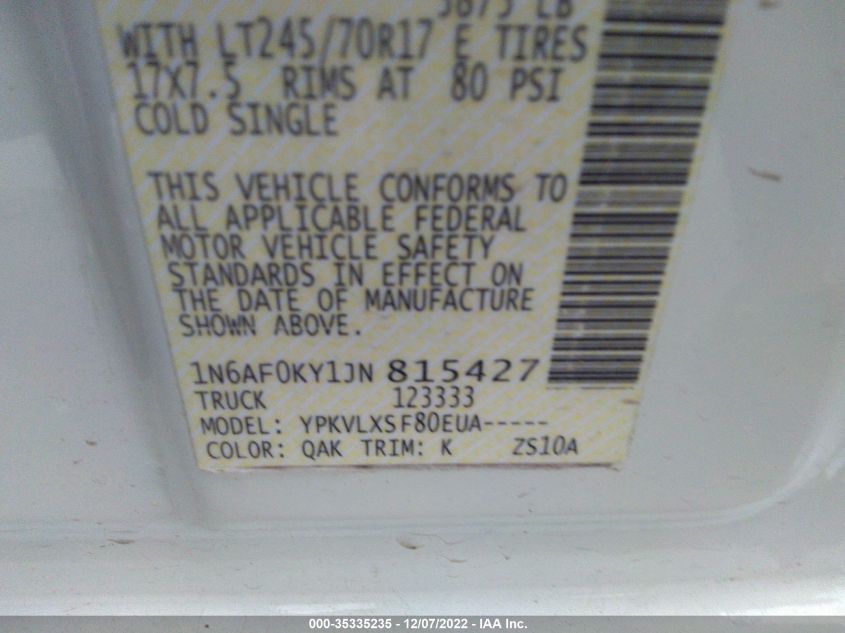 5875 LB
WITH LT245/70R17 E TIRES
17X7.5 RIMS AT 80 PSI
COLD SINGLE
THIS VEHICLE CONFORMS TO
ALL APPLICABLE FEDERAL
MOTOR VEHICLE SAFETY
STANDARDS IN EFFECT ON
THE DATE OF MANUFACTURE
SHOWN ABOVE.
1N6AF0KY1JN 815427
TRUCK 123333
MODEL: YPKVLXSF80EUA-----
COLOR: QAK TRIM: K ZS10A
000-35335235 - 12/07/2022 - IAA Inc.